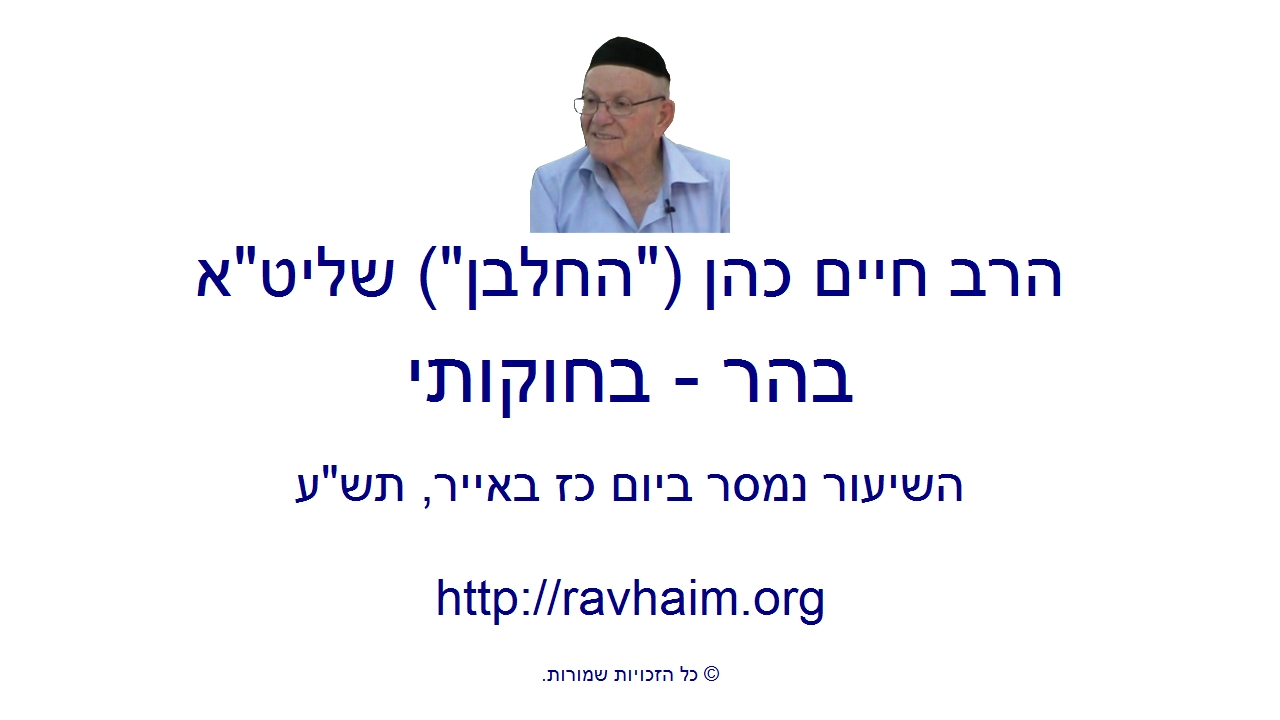 הרב חיים כהן ("החלבן") שליט"א
בהר - בחוקותי
השיעור נמסר ביום כז באייר, תש"ע
http://ravhaim.org
© כל הזכויות שמורות.